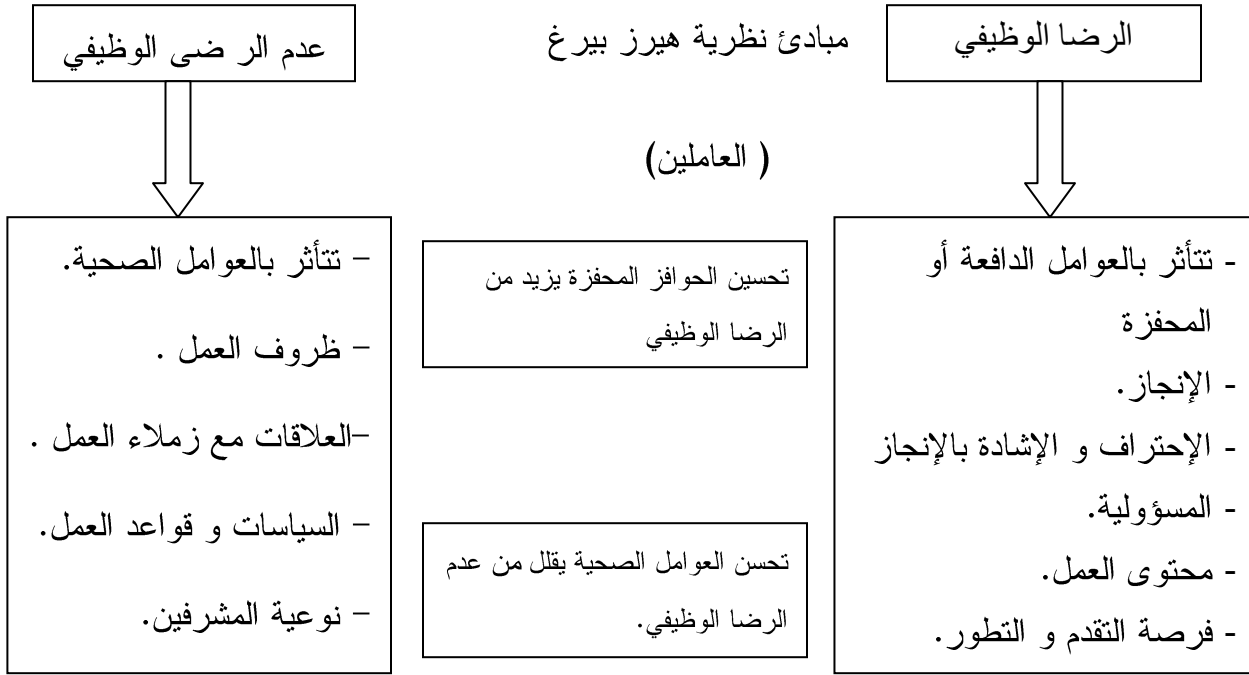 الرضا الوظيفي
مبادئ نظرية هيرز بيرغ
عدم الر ضى الوظيفي
( العاملين)
- تتأثر بالعوامل الدافعة أو
المحفزة
- الإنجاز.
- الإحتراف و الإشادة بالإنجاز
- المسؤولية.
- محتوى العمل.
- فرصة التقدم و التطور.
تحسين الحوافز المحفزة يزيد من
الرضا الوظيفي
تحسن العوامل الصحية يقلل من عدم
الرضا الوظيفي.
– تتأثر بالعوامل الصحية.
– ظروف العمل .
–العلاقات مع زملاء العمل .
– السياسات و قواعد العمل.
– نوعية المشرفين.